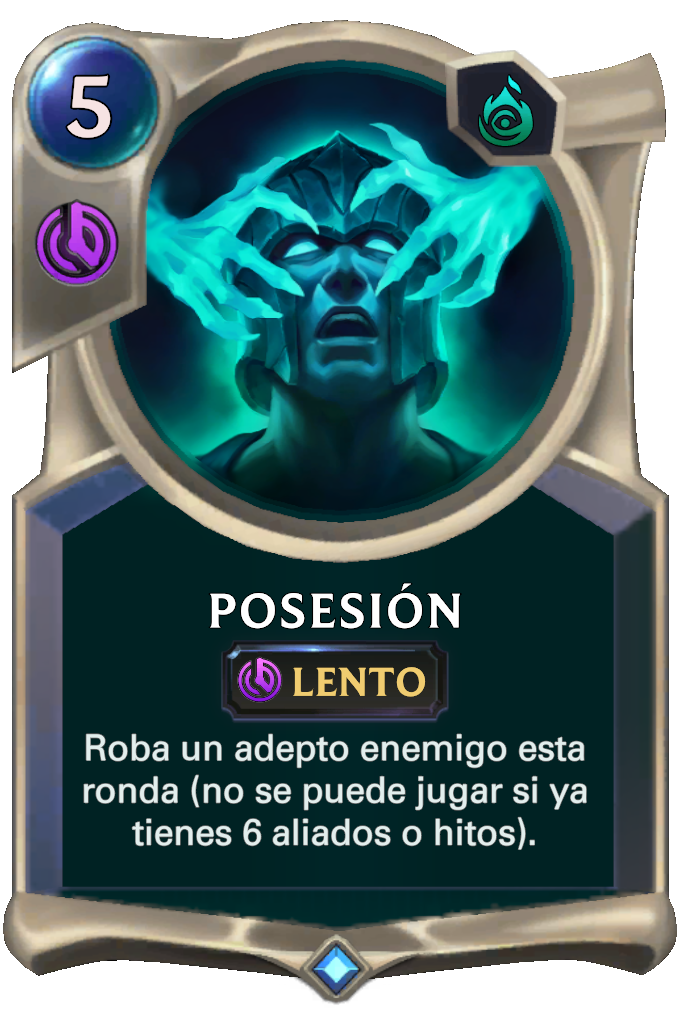 5
POSESIÓN
LENTO
Roba un adepto enemigo esta
ronda (no se puede jugar si ya
tienes 6 aliados o hitos).